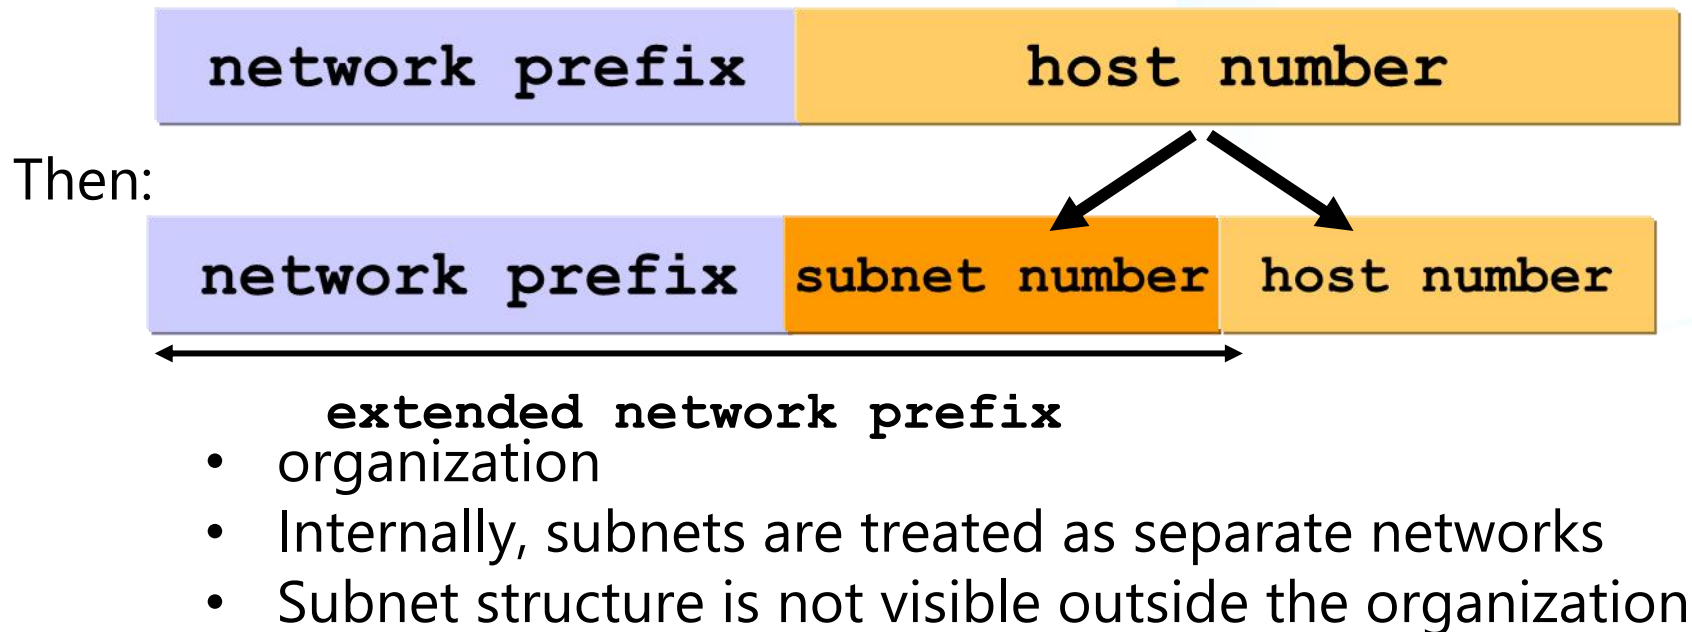 network prefix host number
Then:
network prefix subnet number host number
extended network prefix
• organization
• Internally, subnets are treated as separate networks
• Subnet structure is not visible outside the organization